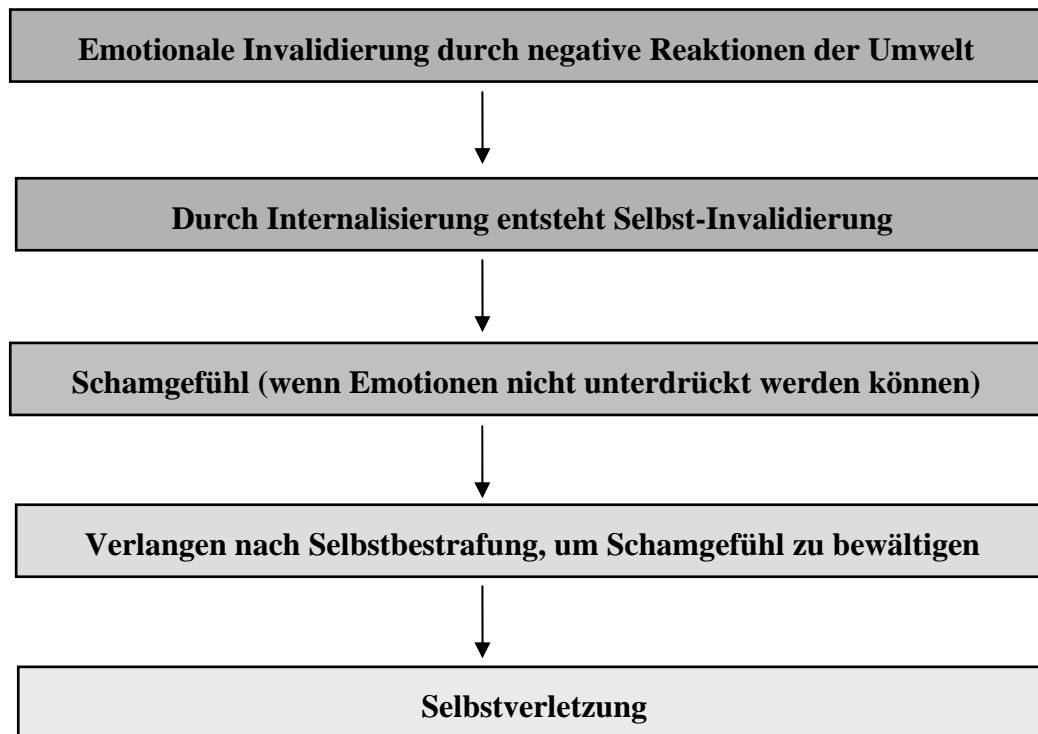 Emotionale Invalidierung durch negative Reaktionen der Umwelt
Durch Internalisierung entsteht Selbst-Invalidierung
Schamgefühl (wenn Emotionen nicht unterdrückt werden können)
Verlangen nach Selbstbestrafung, um Schamgefühl zu bewältigen
Selbstverletzung